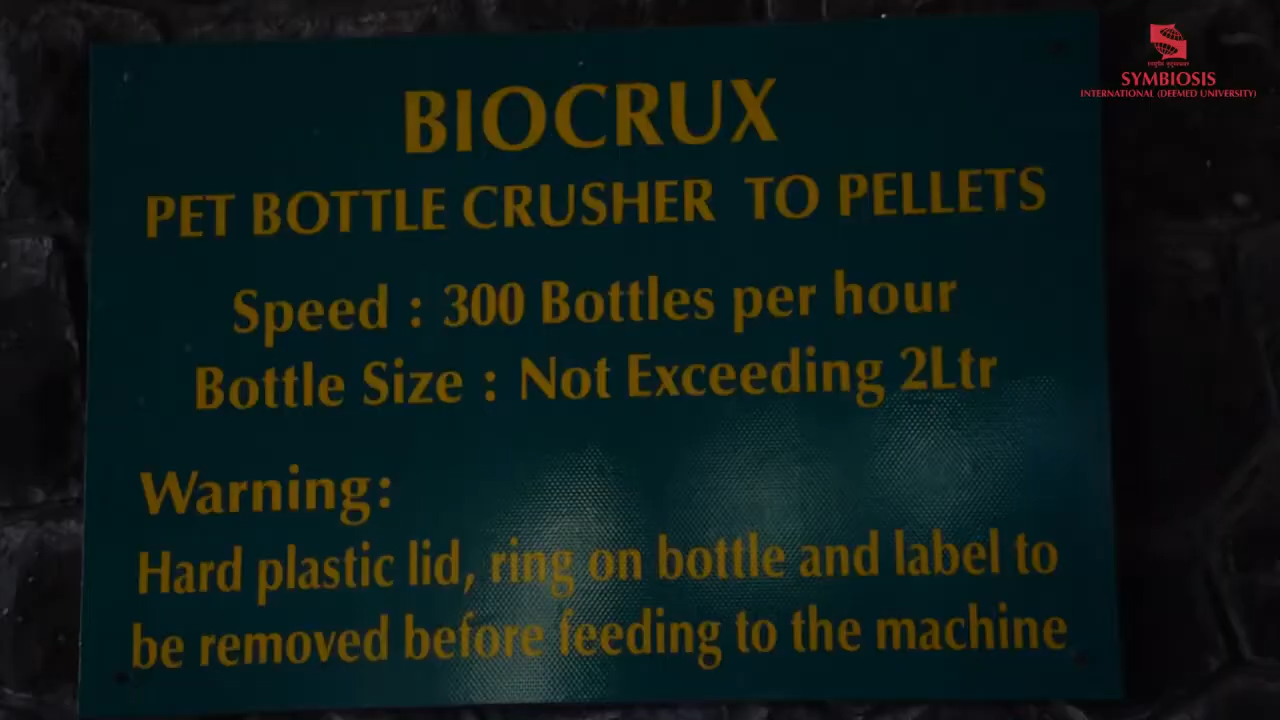 BIOCRUX
PET BOTTLE CRUSHER TO PELLETS
Speed : 300 Bottles per hour
Bottle Size : Not Exceeding 2Ltr
Warning:
Hard plastic lid, ring on bottle and label to
be removed before feeding to the machine
SYMBIOSIS
INTERNATIONAL (DEEMED UNIVERSITY)